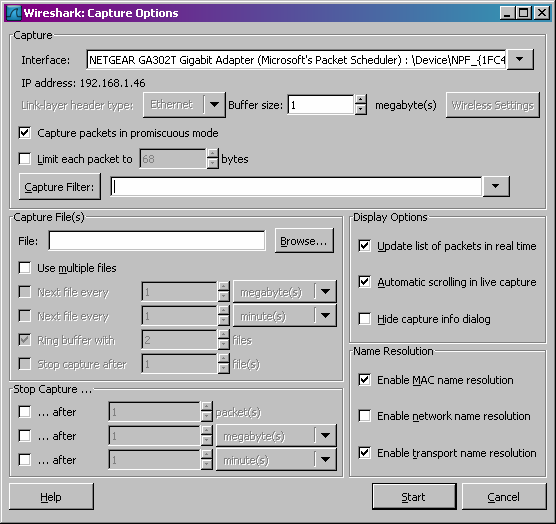 Wireshark: Capture Options
Capture
Interface: NETGEAR GA302T Gigabit Adapter (Microsoft's Packet Scheduler) : \Device\NPF_{1FC4
IP address: 192.168.1.46
Link-layer header type: Ethernet Buffer size: 1 megabyte(s) Wireless Settings
Capture packets in promiscuous mode
Limit each packet to 68 bytes
Capture Filter:
Capture File(s)
File: Browse...
Use multiple files
Next file every 1 megabyte(s)
Next file every 1 minute(s)
Ring buffer with 2 files
Stop capture after 1 file(s)
Stop Capture ...
... after 1 packet(s)
... after 1 megabyte(s)
... after 1 minute(s)
Display Options
Update list of packets in real time
Automatic scrolling in live capture
Hide capture info dialog
Name Resolution
Enable MAC name resolution
Enable network name resolution
Enable transport name resolution
Help Start Cancel